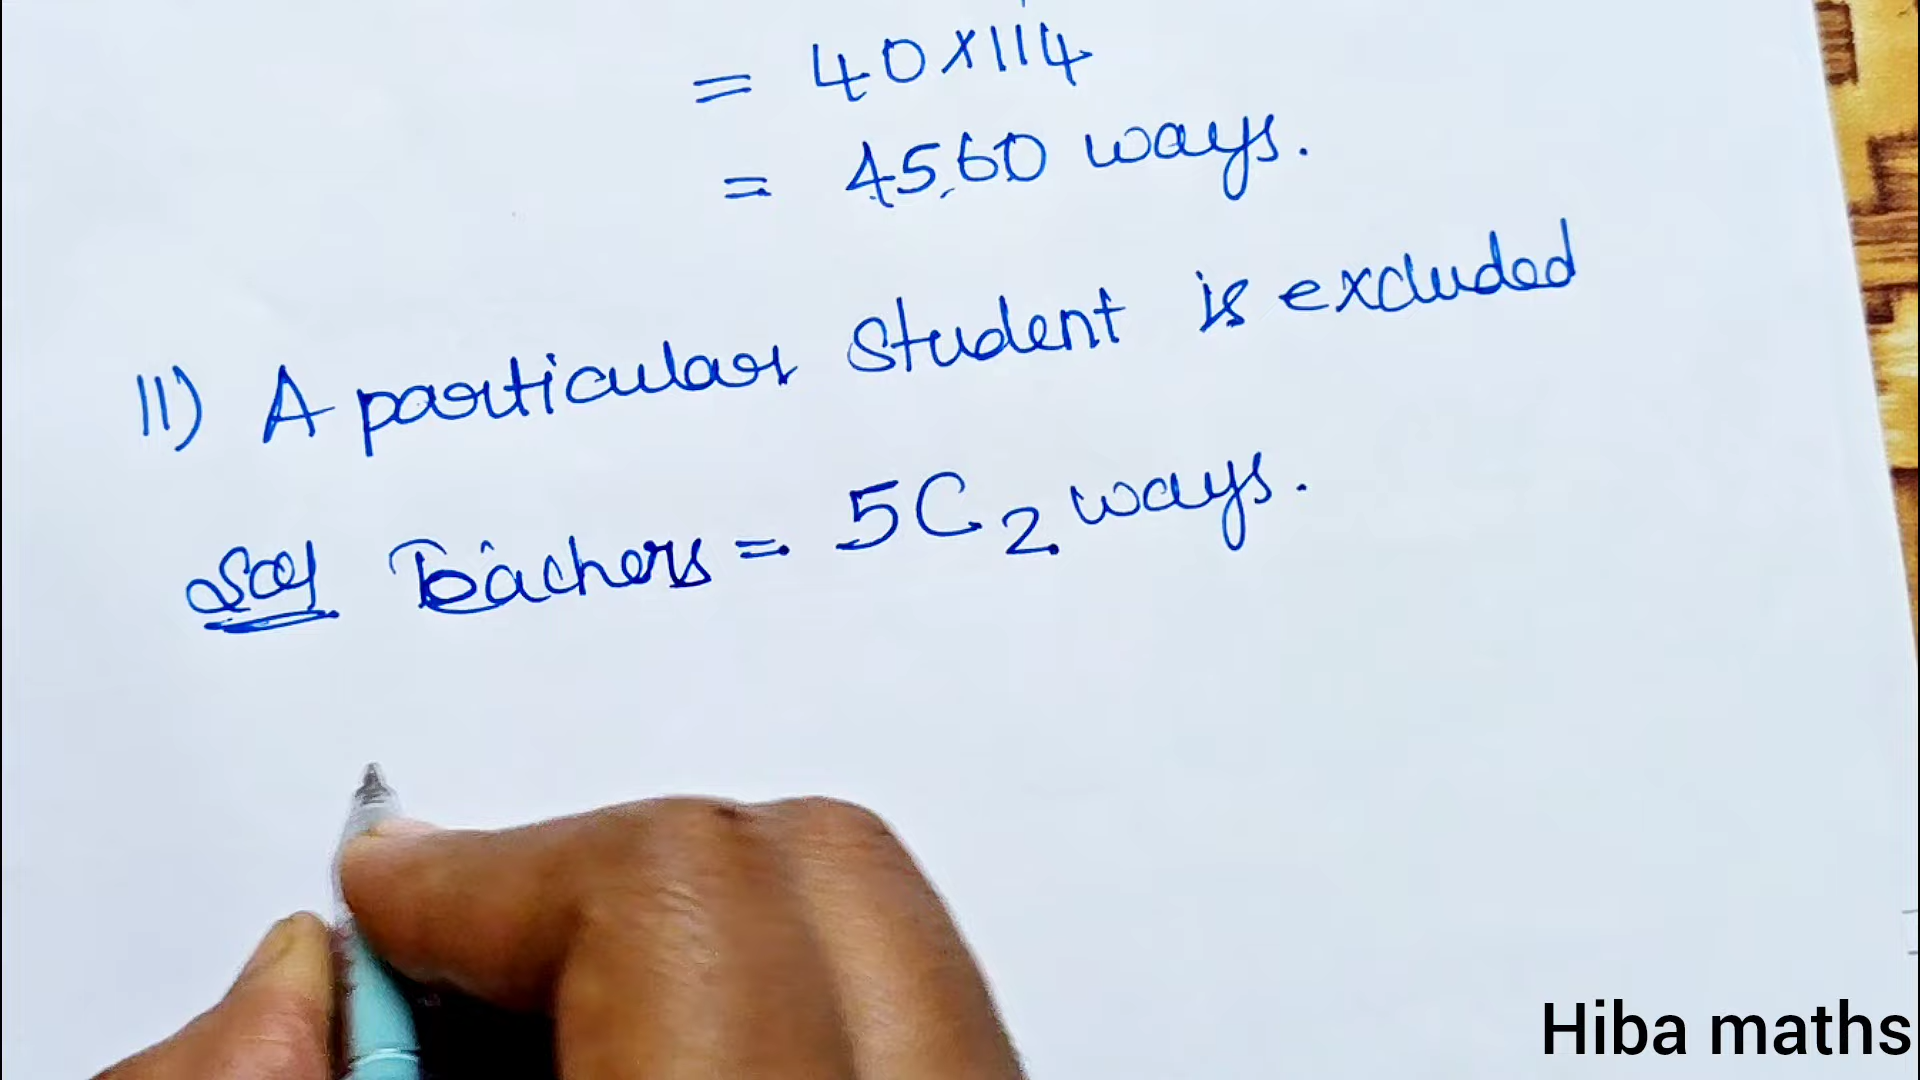 = 40×114
= 4560 ways.
II) A particular student is excluded
Sol Teachers = 5C2 ways.
Hiba maths